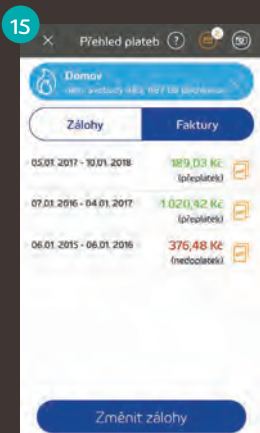 15
Přehled plateb ?
Domov
Zálohy Faktury
05.01. 2017 - 10.01. 2018 189,03 Kč
(přeplatek)
07.01. 2016 - 04.01. 2017 1 020,42 Kč
(přeplatek)
06.01. 2015 - 06.01. 2016 376,48 Kč
(nedoplatek)
Změnit zálohy